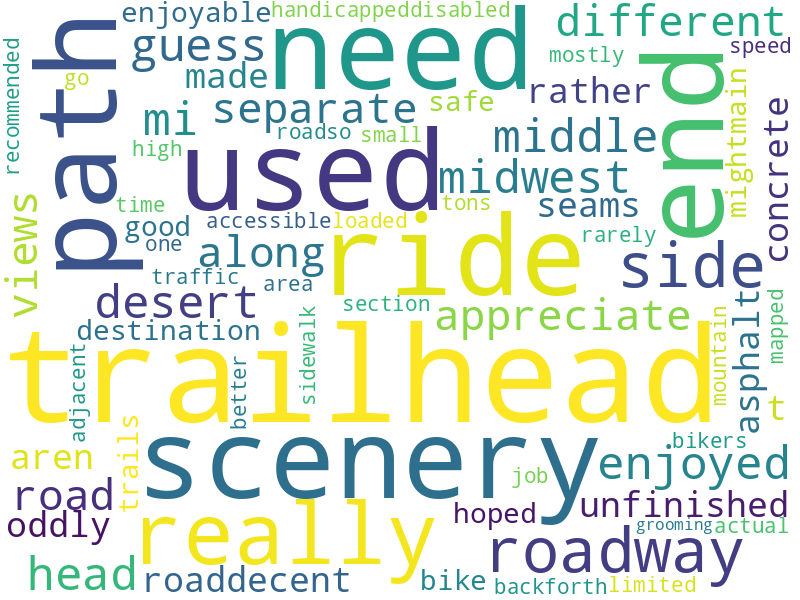 enjoyable
handicappeddisabled
different
recommended
go
path
guess
need
mostly
speed
end
made
mi
separate
safe
rather
mightmain
high
roadso
small
middle
concrete
used
midwest
views
time
good
one
accessible
loaded
tons
seams
rarely
along
ride
side
traffic
area
desert
section
appreciate
asphalt
mapped
destination
sidewalk
mountain
trailhead
adjacent
better
t
scenery
trails
aren
bikers
enjoyed
job
road
really
hoped
unfinished
oddly
grooming
actual
roadway
head
roaddecent
bike
backforth
limited